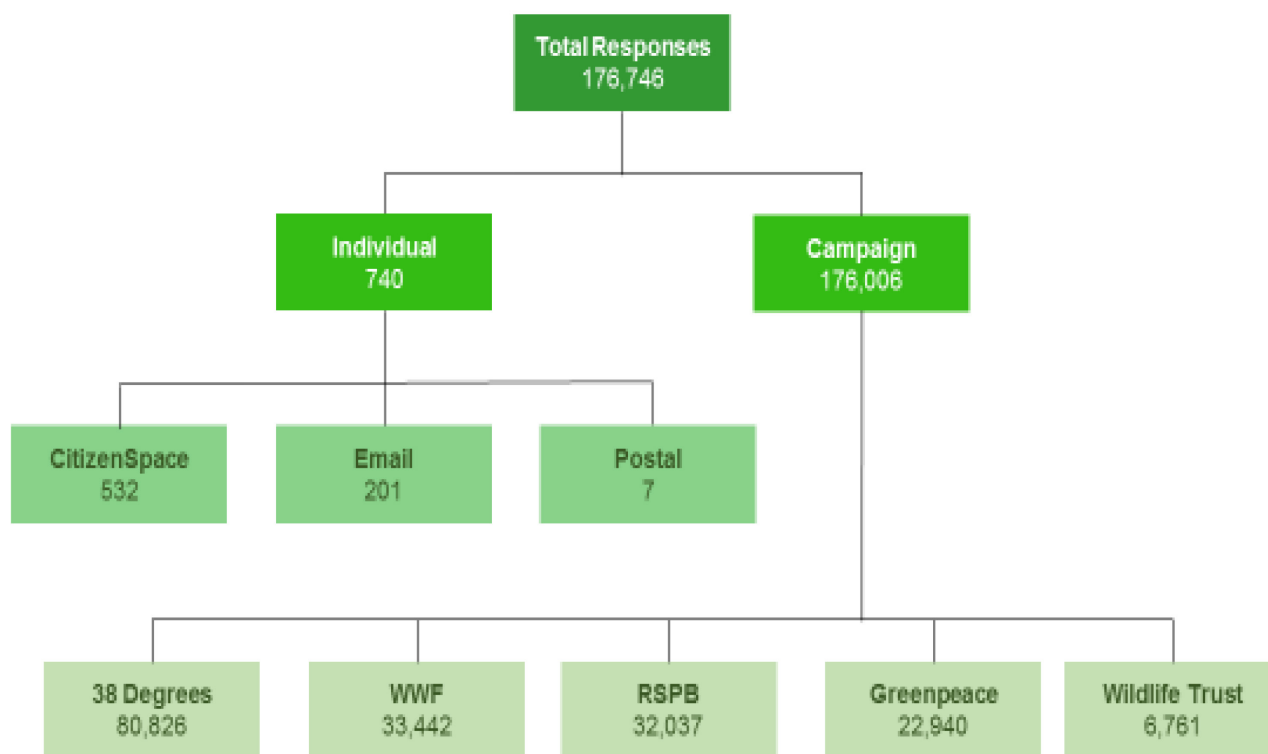 Total Responses
176,746
Individual
740
Campaign
176,006
CitizenSpace
532
Email
201
Postal
7
38 Degrees
80,826
WWF
33,442
RSPB
32,037
Greenpeace
22,940
Wildlife Trust
6,761